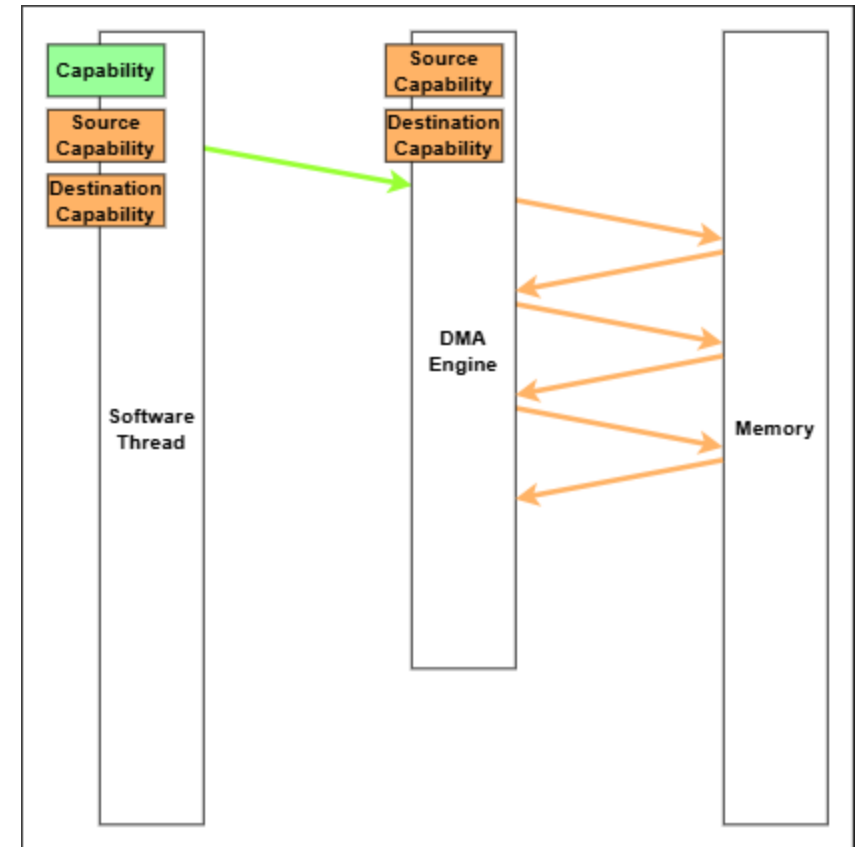 Capability
Source
Capability
Destination
Capability
Source
Capability
Destination
Capability
DMA
Engine
Software
Thread
Memory